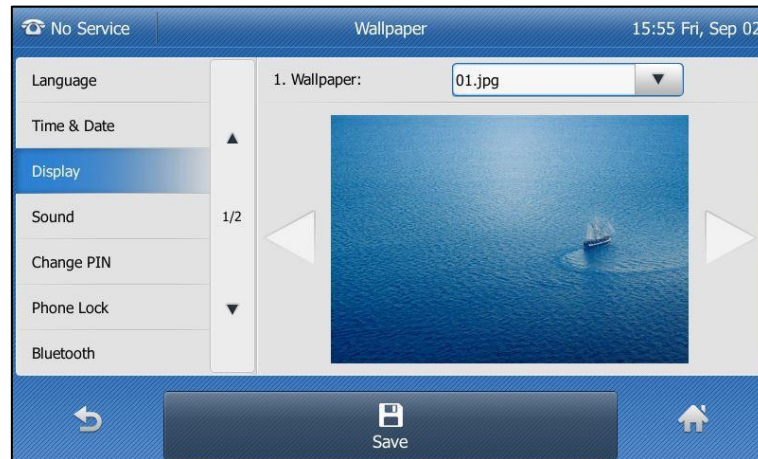 No Service
Wallpaper
15:55 Fri, Sep 02
Language
Time & Date
Display
Sound
Change PIN
Phone Lock
Bluetooth
1/2
1. Wallpaper:
01.jpg
Save